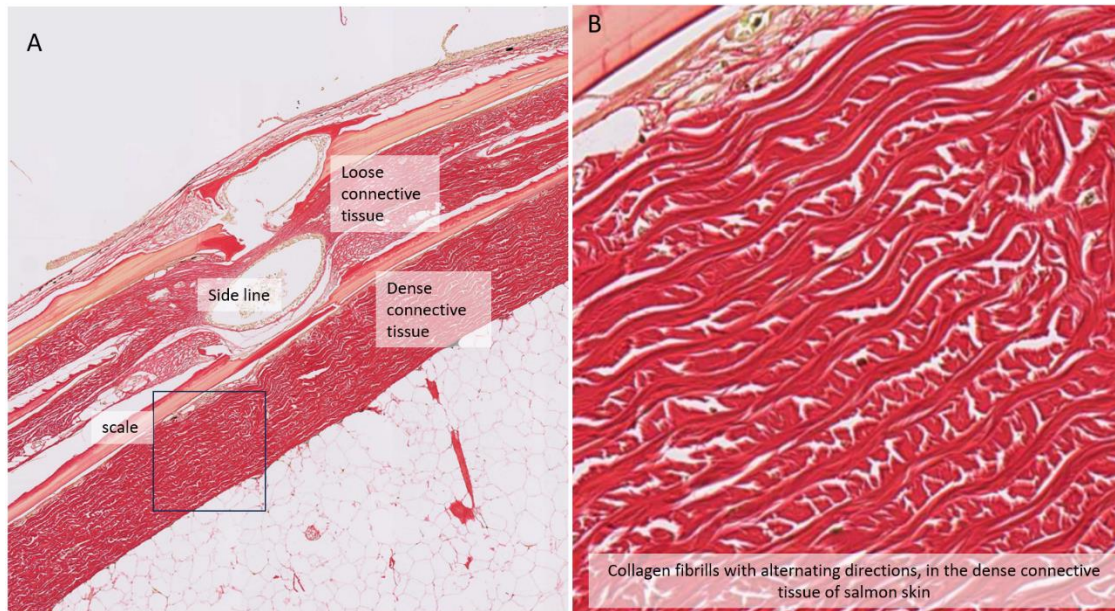 A
Loose
connective
tissue
Side line
Dense
connective
tissue
scale
B
Collagen fibrills with alternating directions, in the dense connective
tissue of salmon skin